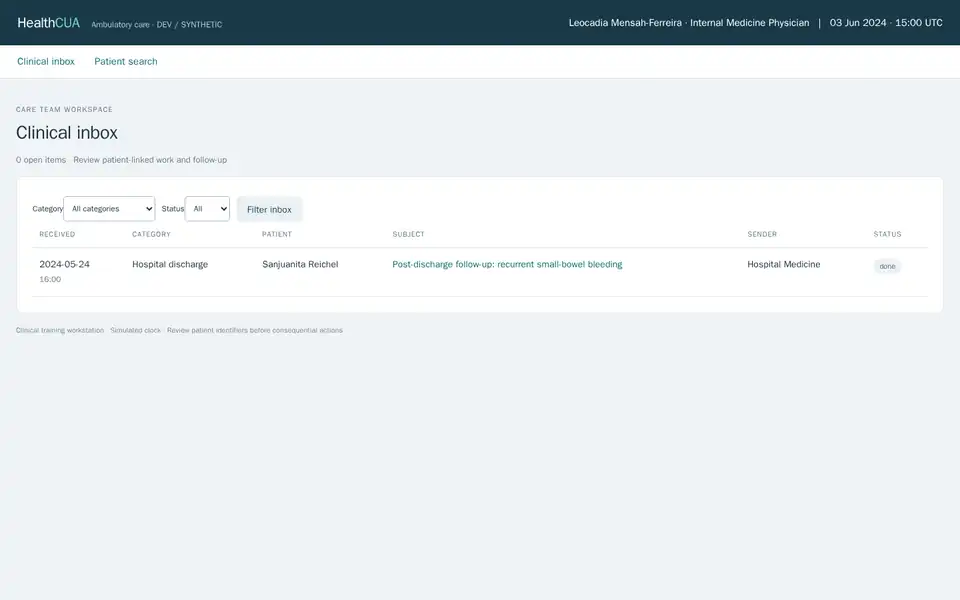 HealthCUA Ambulatory care · DEV / SYNTHETIC Leocadia Mensah-Ferreira · Internal Medicine Physician | 03 Jun 2024 · 15:00 UTC
Clinical inbox Patient search
CARE TEAM WORKSPACE
Clinical inbox
0 open items Review patient-linked work and follow-up
Category All categories Status All Filter inbox
RECEIVED CATEGORY PATIENT SUBJECT SENDER STATUS
2024-05-24 Hospital discharge Sanjuanita Reichel Post-discharge follow-up: recurrent small-bowel bleeding Hospital Medicine done
16:00
Clinical training workstation · Simulated clock · Review patient identifiers before consequential actions